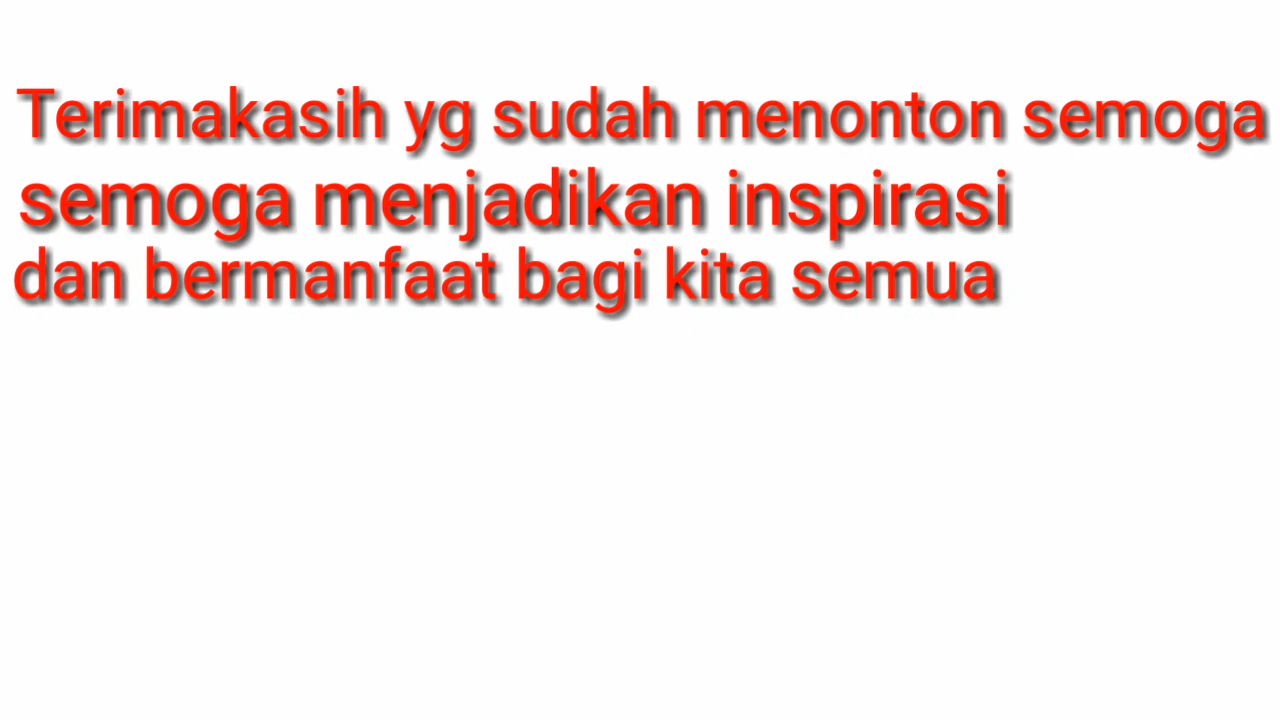 Terimakasih yg sudah menonton semoga
semoga menjadikan inspirasi
dan bermanfaat bagi kita semua